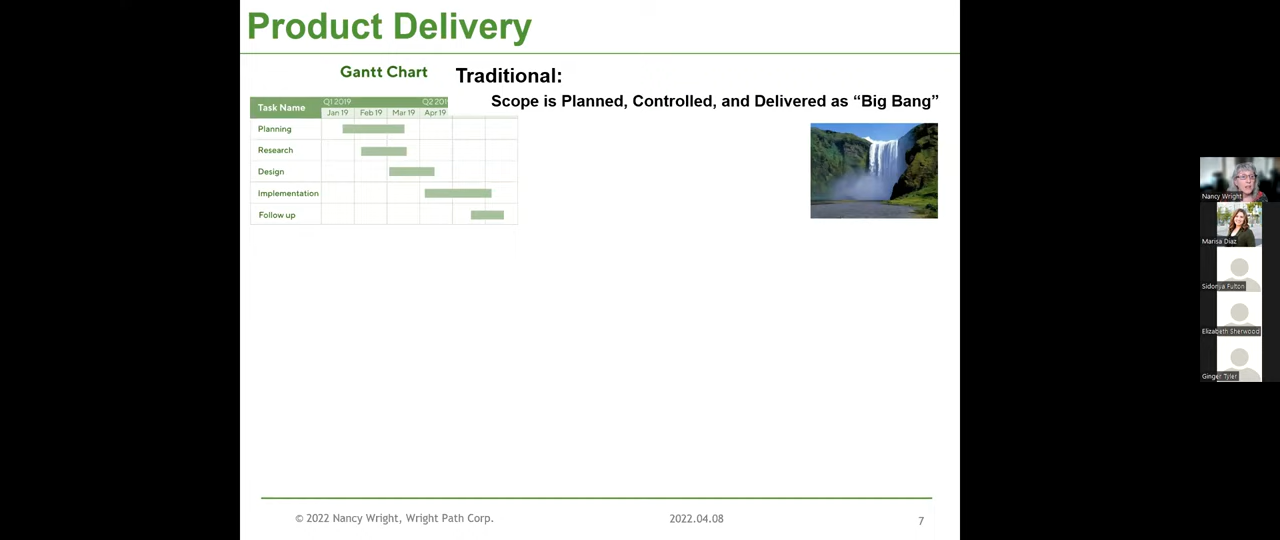 Product Delivery
Gantt Chart
Traditional:
Scope is Planned, Controlled, and Delivered as “Big Bang”
Task Name
Q1 2019
Q2 201
Jan 19
Feb 19
Mar 19
Apr 19
Planning
Research
Design
Implementation
Follow up
Nancy Wright
Marisa Diaz
Sidonya Fulton
Elizabeth Sherwood
Ginger Tyler
© 2022 Nancy Wright, Wright Path Corp.
2022.04.08
7